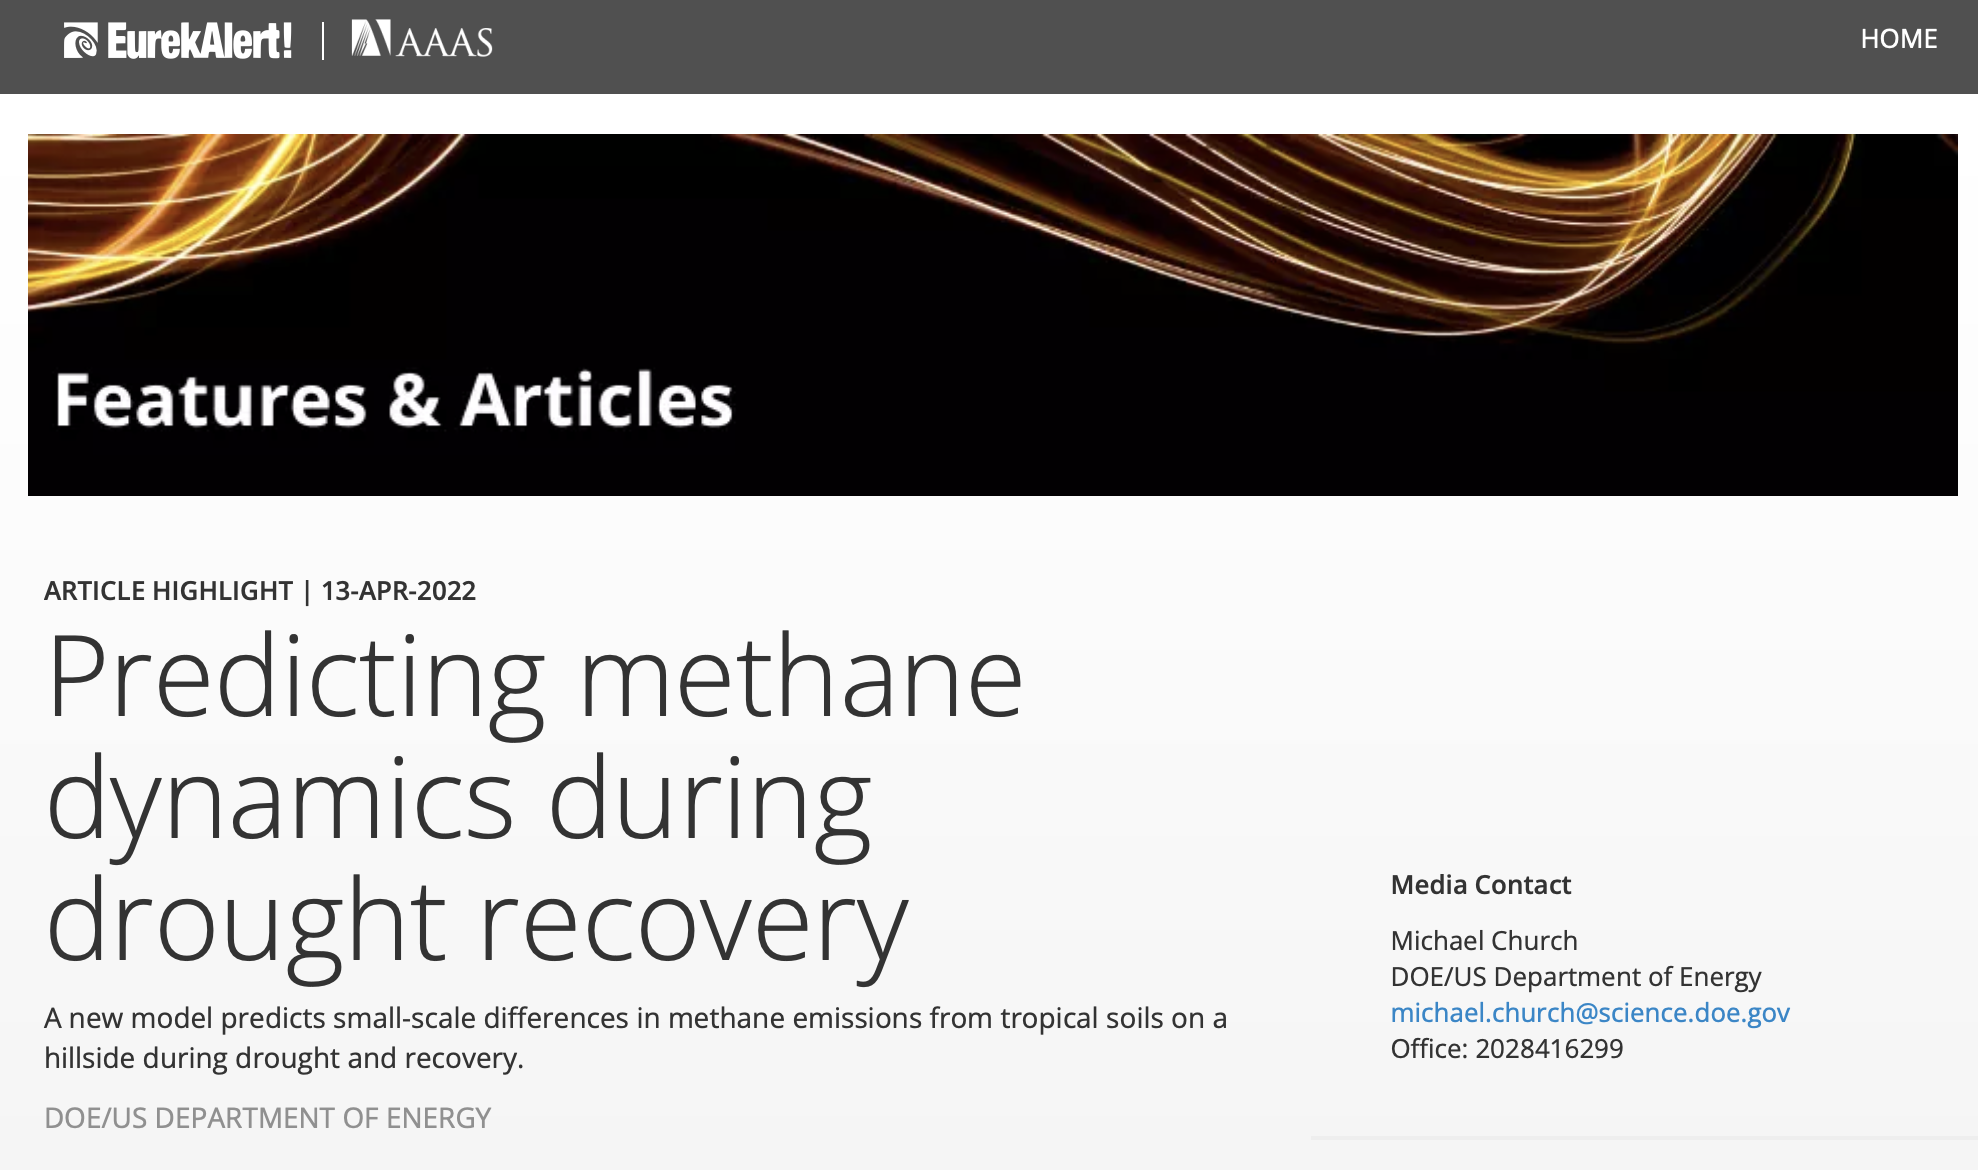 EurekAlert! | AAAS
HOME
Features & Articles
ARTICLE HIGHLIGHT | 13-APR-2022
Predicting methane
dynamics during
drought recovery
A new model predicts small-scale differences in methane emissions from tropical soils on a
hillside during drought and recovery.
DOE/US DEPARTMENT OF ENERGY
Media Contact
Michael Church
DOE/US Department of Energy
michael.church@science.doe.gov
Office: 2028416299